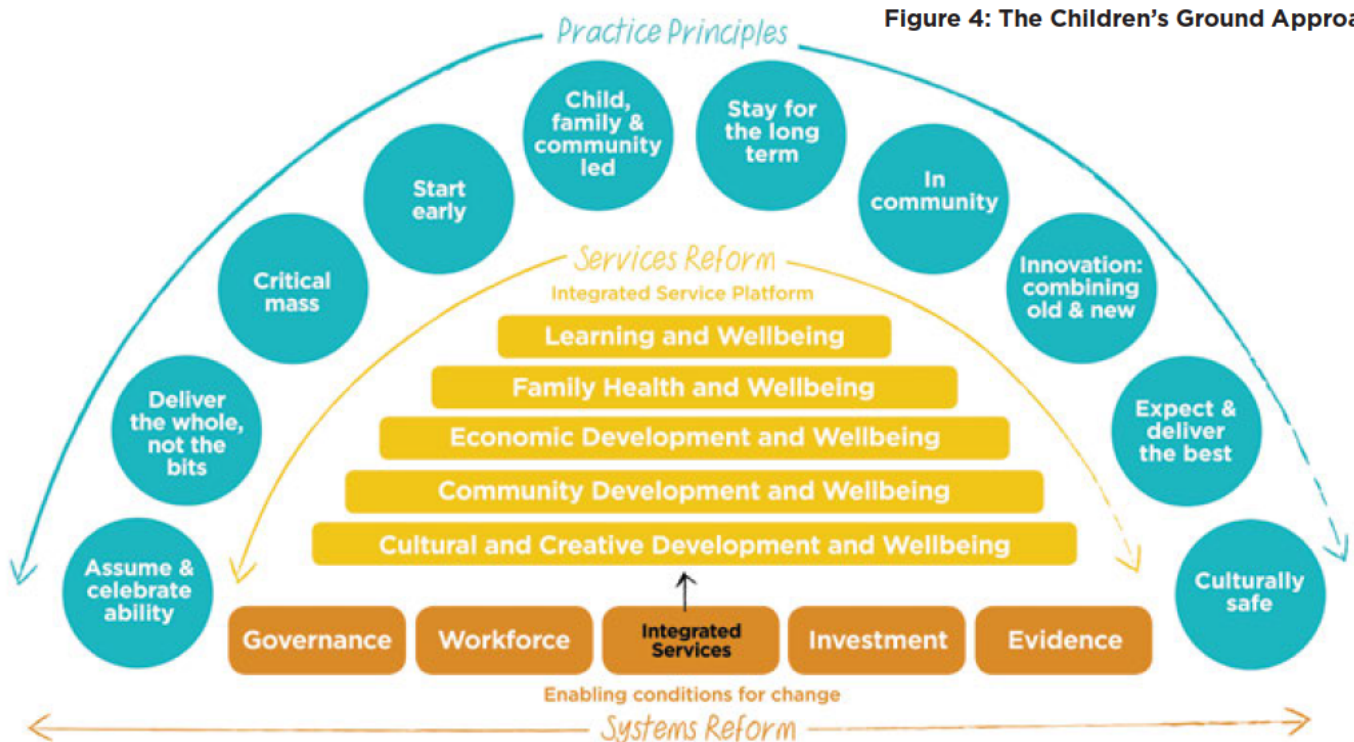 Figure 4: The Children's Ground Approa
Practice Principles
Child,
family &
community
led
Stay for
the long
term
Start
early
In
community
Critical
mass
Innovation:
combining
old & new
Deliver
the whole,
not the
bits
Expect &
deliver
the best
Assume &
celebrate
ability
Culturally
safe
Services Reform
Integrated Service Platform
Learning and Wellbeing
Family Health and Wellbeing
Economic Development and Wellbeing
Community Development and Wellbeing
Cultural and Creative Development and Wellbeing
Governance
Workforce
Integrated
Services
Investment
Evidence
Enabling conditions for change
Systems Reform